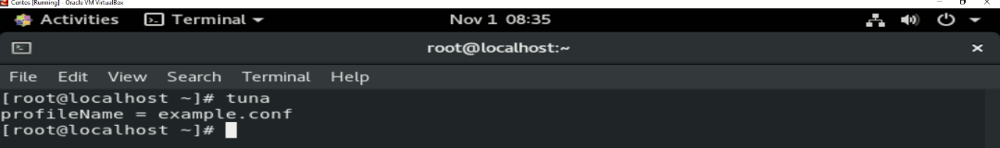 Centos [Running] - Oracle VM VirtualBox
Activities Terminal Nov 1 08:35
root@localhost:~
File Edit View Search Terminal Help
[root@localhost ~]# tuna
profileName = example.conf
[root@localhost ~]#